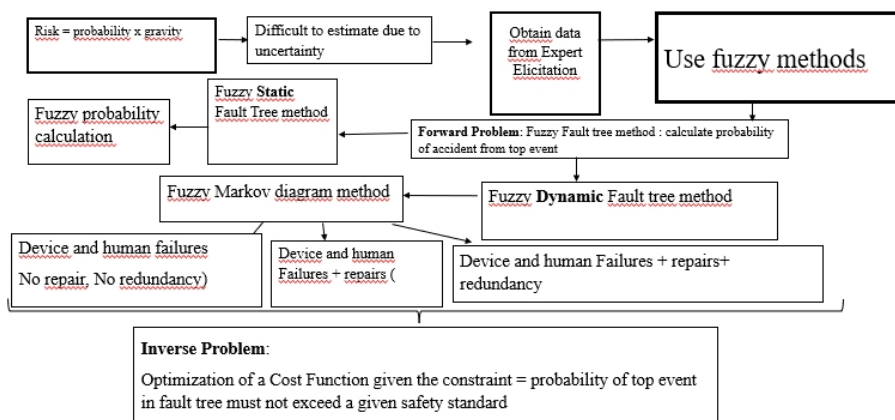 Risk = probability x gravity
Difficult to estimate due to
uncertainty
Obtain data
from Expert
Elicitation
Use fuzzy methods
Fuzzy probability
calculation
Fuzzy Static
Fault Tree method
Forward Problem: Fuzzy Fault tree method : calculate probability
of accident from top event
Fuzzy Markov diagram method
Fuzzy Dynamic Fault tree method
Device and human failures
No repair, No redundancy)
Device and human
Failures + repairs (
Device and human Failures + repairs+
redundancy
Inverse Problem:
Optimization of a Cost Function given the constraint = probability of top event
in fault tree must not exceed a given safety standard